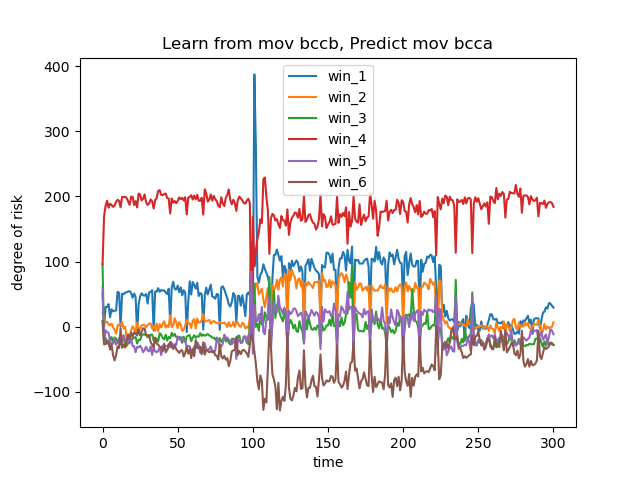 Learn from mov bccb, Predict mov bcca
degree of risk
400
300
200
100
0
−100
win_1
win_2
win_3
win_4
win_5
win_6
0 50 100 150 200 250 300
time